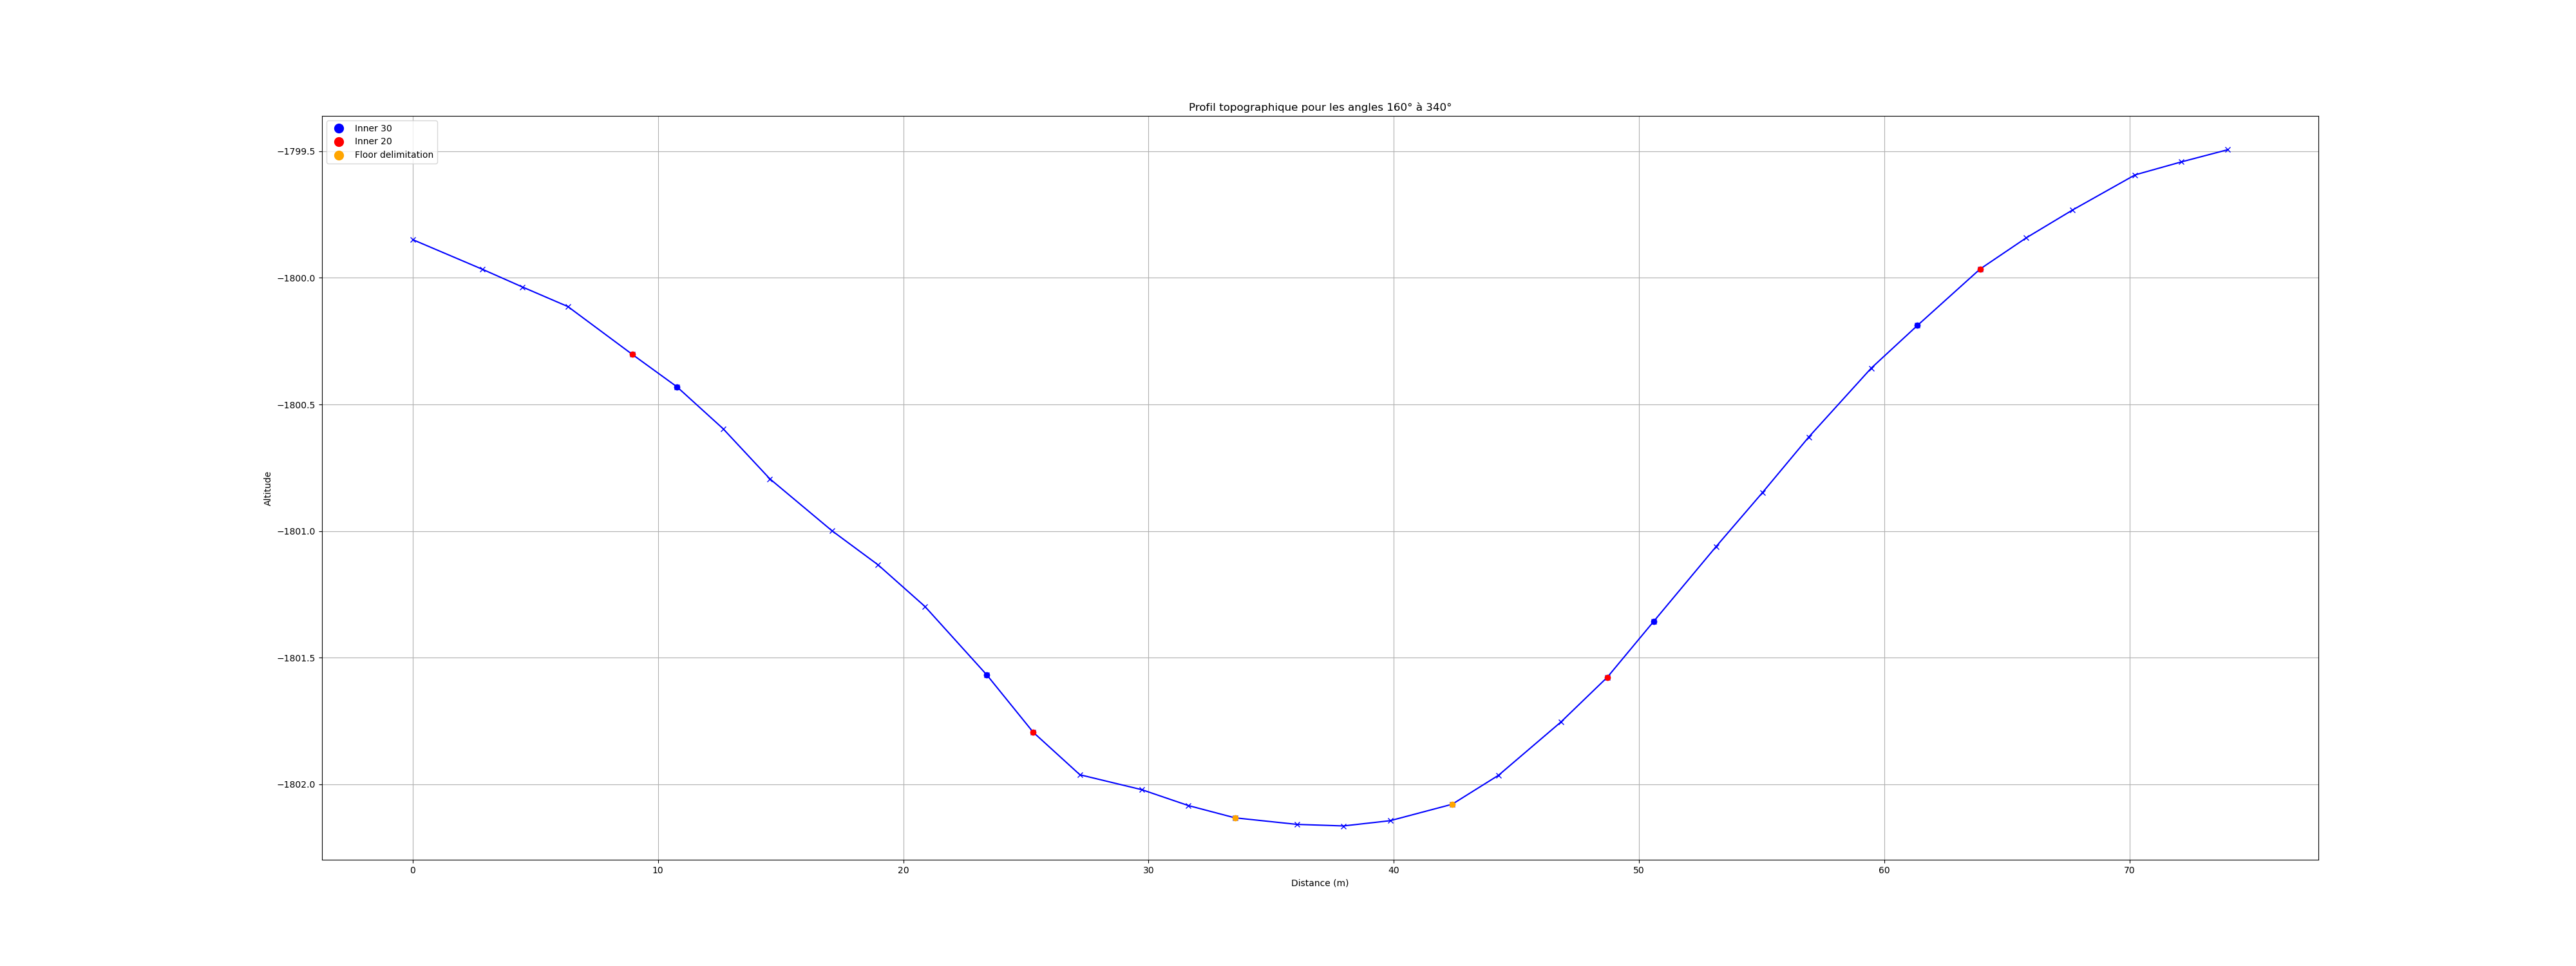 Profil topographique pour les angles 160° à 340°
Inner 30
Inner 20
Floor delimitation
−1799.5
−1800.0
−1800.5
−1801.0
−1801.5
−1802.0
Altitude
0 10 20 30 40 50 60 70
Distance (m)